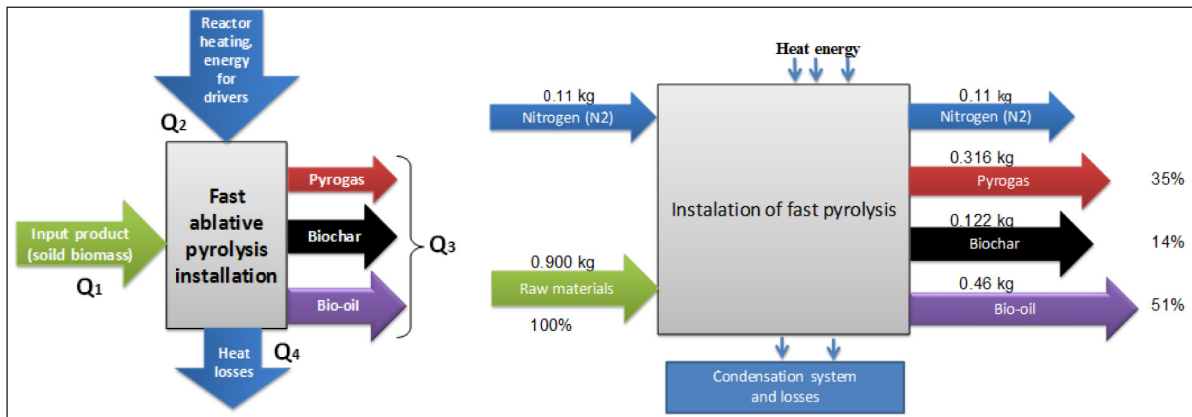 Reactor
heating,
energy
for
drivers
Q2
Fast
ablative
pyrolysis
installation
Input product
(soild biomass)
Q1
Pyrogas
Biochar
Bio-oil
Q3
Heat
losses
Q4
Heat energy
0.11 kg
Nitrogen (N2)
0.900 kg
Raw materials
100%
Instalation of fast pyrolysis
0.11 kg
Nitrogen (N2)
0.316 kg
Pyrogas
35%
0.122 kg
Biochar
14%
0.46 kg
Bio-oil
51%
Condensation system
and losses